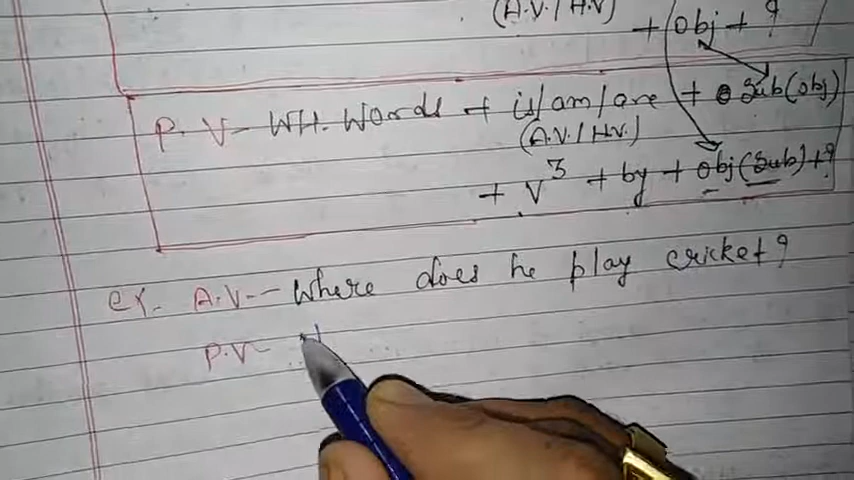 (A.V./H.V)
+ obj + ?
P.V- WH. Words + is/am/are + Sub(obj)
(A.V./H.V.)
+ V3 + by + obj(Sub)+?
ex. A.V- Where does he play cricket?
P.V-